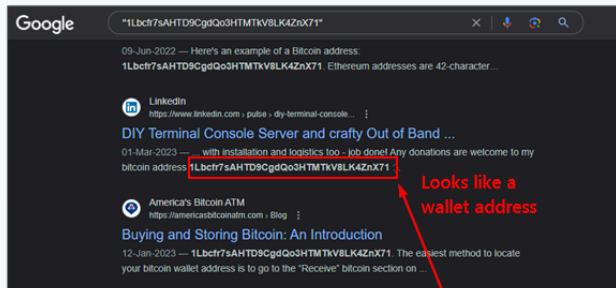 Google
"1Lbcfr7sAHTD9CgdQo3HTMTkV8LK4ZnX71"
09-Jun-2022 — Here's an example of a Bitcoin address:
1Lbcfr7sAHTD9CgdQo3HTMTkV8LK4ZnX71. Ethereum addresses are 42-character...
LinkedIn
https://www.linkedin.com › pulse › diy-terminal-console...
DIY Terminal Console Server and crafty Out of Band ...
01-Mar-2023 — ... with installation and logistics too - job done! Any donations are welcome to my
bitcoin address 1Lbcfr7sAHTD9CgdQo3HTMTkV8LK4ZnX71 ...
Looks like a
wallet address
America's Bitcoin ATM
https://americasbitcoinatm.com › Blog
Buying and Storing Bitcoin: An Introduction
12-Jan-2023 — 1Lbcfr7sAHTD9CgdQo3HTMTkV8LK4ZnX71. The easiest method to locate
your bitcoin wallet address is to go to the "Receive" bitcoin section on ...